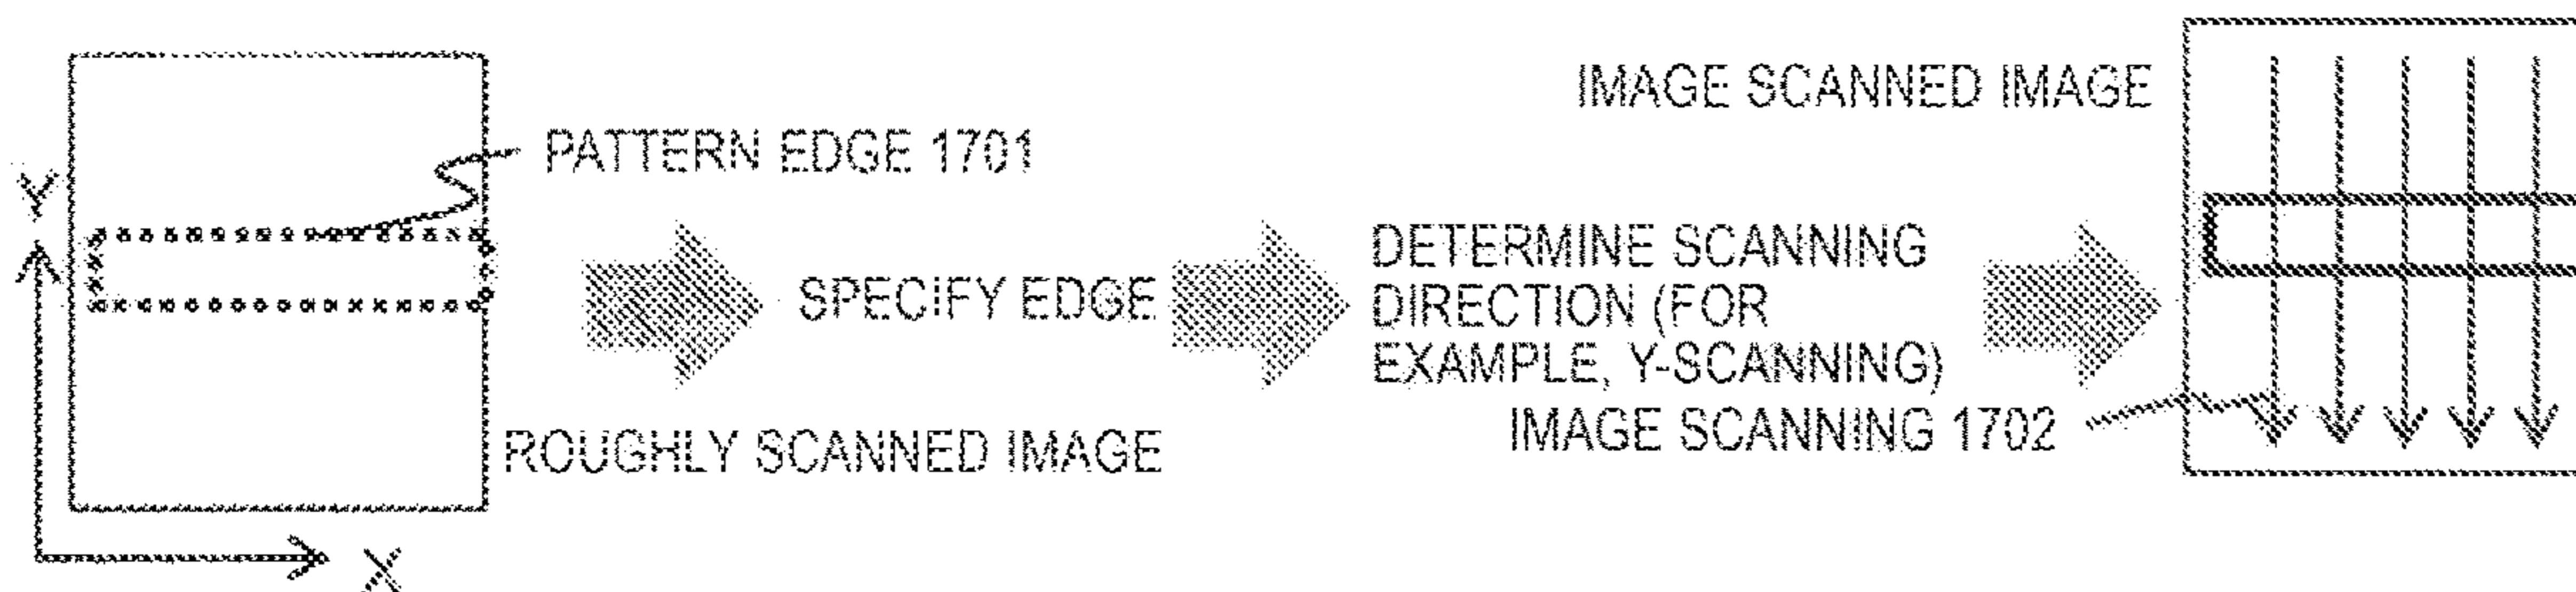 IMAGE SCANNED IMAGE
PATTERN EDGE 1701
Y
SPECIFY EDGE
DETERMINE SCANNING
DIRECTION (FOR
EXAMPLE, Y-SCANNING)
IMAGE SCANNING 1702
ROUGHLY SCANNED IMAGE
X